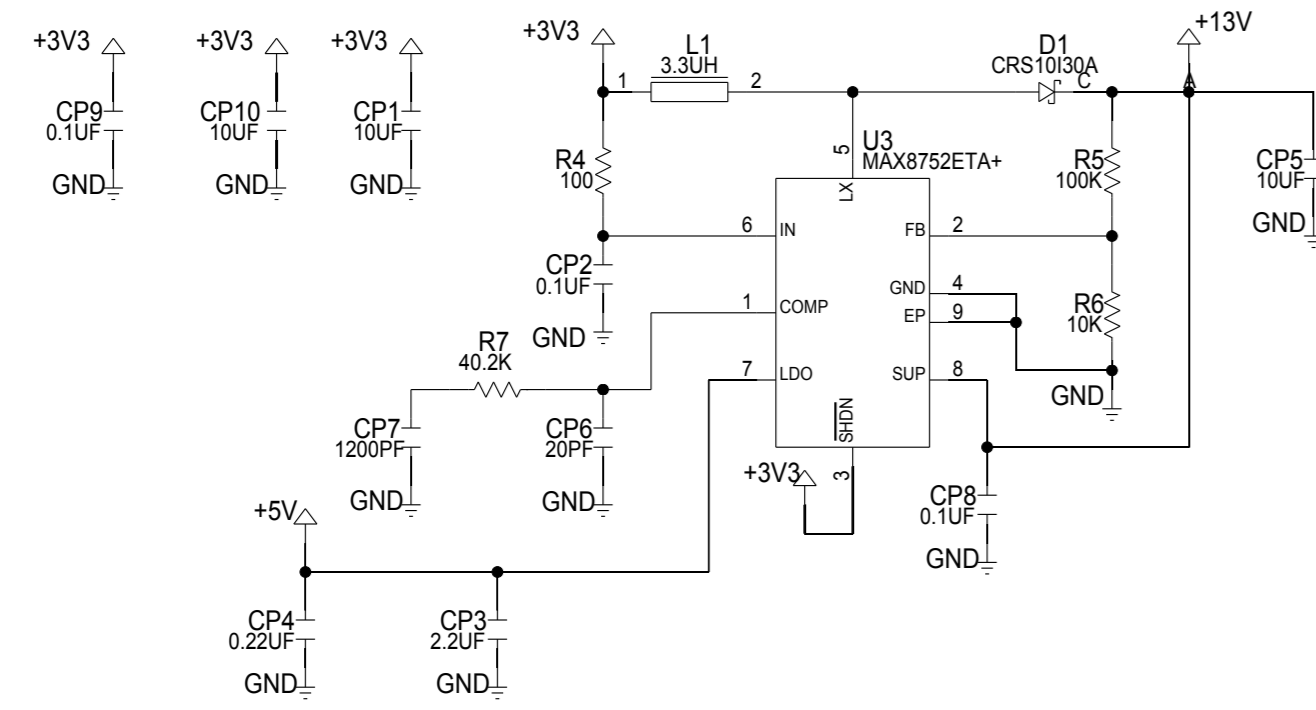 +3V3
CP9
0.1UF
GND
+3V3
CP10
10UF
GND
+3V3
CP1
10UF
GND
+3V3
1
L1
3.3UH
2
D1
CRS10I30A
C
A
+13V
R4
100
5
U3
MAX8752ETA+
LX
R5
100K
CP5
10UF
GND
6
IN
FB
2
CP2
0.1UF
GND
1
COMP
GND
4
EP
9
R6
10K
GND
R7
40.2K
7
LDO
SUP
8
SHDN
3
+3V3
CP7
1200PF
GND
CP6
20PF
GND
CP8
0.1UF
GND
+5V
CP4
0.22UF
GND
CP3
2.2UF
GND